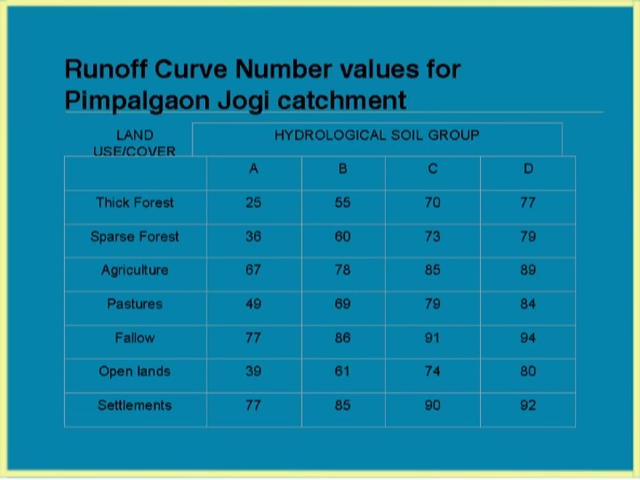 Runoff Curve Number values for
Pimpalgaon Jogi catchment
LAND HYDROLOGICAL SOIL GROUP
USE/COVER
A B C D
Thick Forest 25 55 70 77
Sparse Forest 36 60 73 79
Agriculture 67 78 85 89
Pastures 49 69 79 84
Fallow 77 86 91 94
Open lands 39 61 74 80
Settlements 77 85 90 92